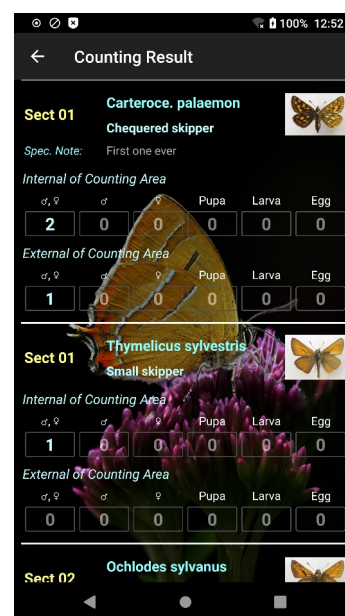 100% 12:52
Counting Result
Sect 01 Carteroce. palaemon
Chequered skipper
Spec. Note: First one ever
Internal of Counting Area
♂,♀ ♂ ♀ Pupa Larva Egg
2 0 0 0 0 0
External of Counting Area
♂,♀ ♂ ♀ Pupa Larva Egg
1 0 0 0 0 0
Sect 01 Thymelicus sylvestris
Small skipper
Internal of Counting Area
♂,♀ ♂ ♀ Pupa Larva Egg
1 0 0 0 0 0
External of Counting Area
♂,♀ ♂ ♀ Pupa Larva Egg
0 0 0 0 0 0
Sect 02 Ochlodes sylvanus